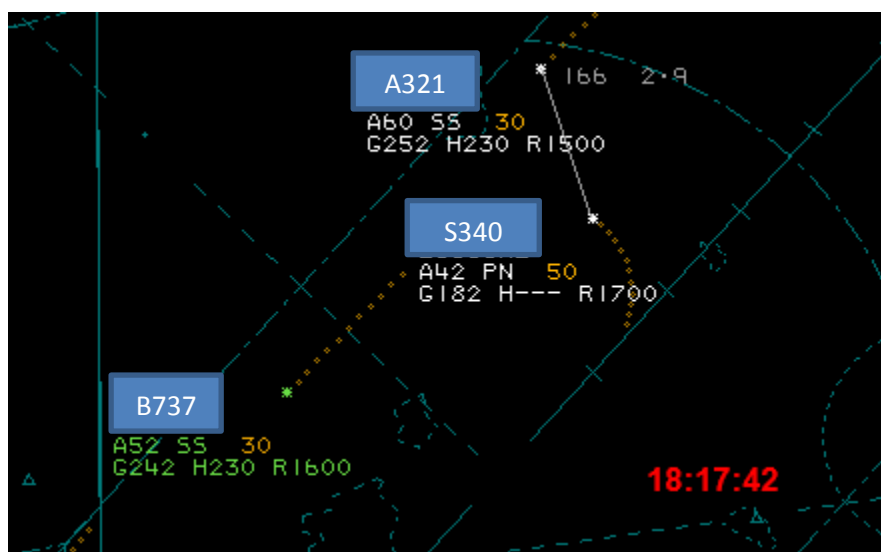 A321
166 2·9
A60 SS 30
G252 H230 R1500
S340
A42 PN 50
G182 H--- R1700
B737
A52 SS 30
G242 H230 R1600
18:17:42